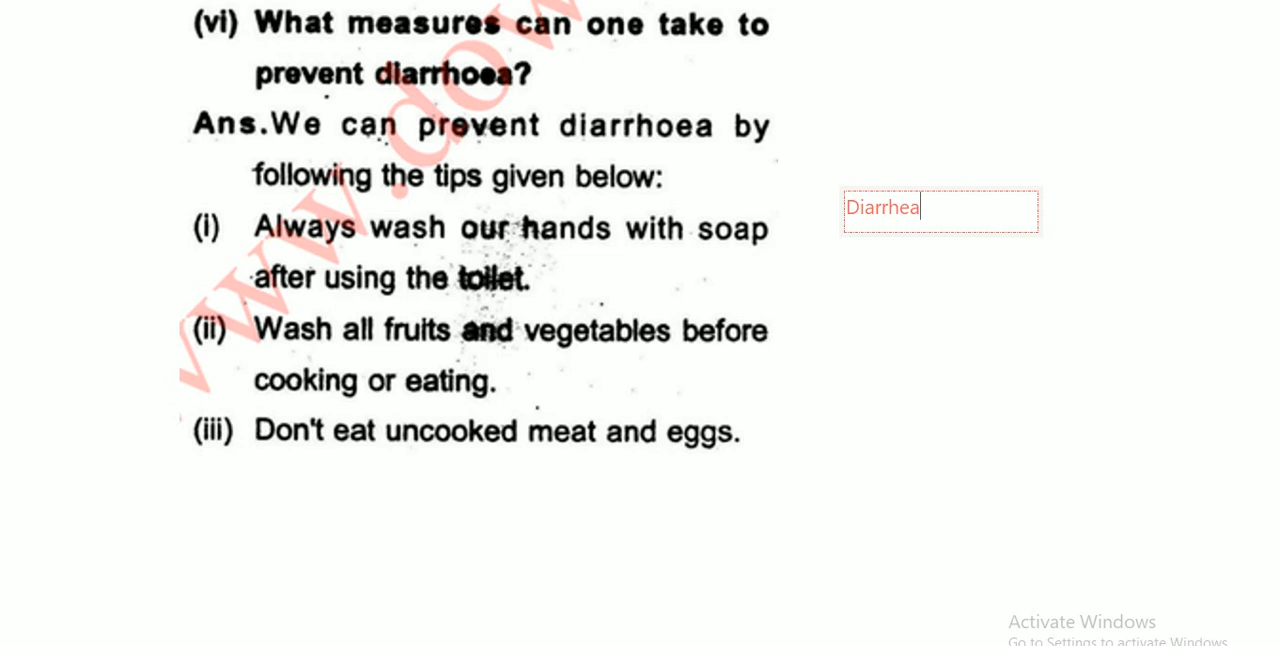 (vi) What measures can one take to
prevent diarrhoea?
Ans.We can prevent diarrhoea by
following the tips given below:
(i) Always wash our hands with soap
after using the toilet.
(ii) Wash all fruits and vegetables before
cooking or eating.
(iii) Don't eat uncooked meat and eggs.
www.dow
Diarrhea
Activate Windows
Go to Settings to activate Windows.